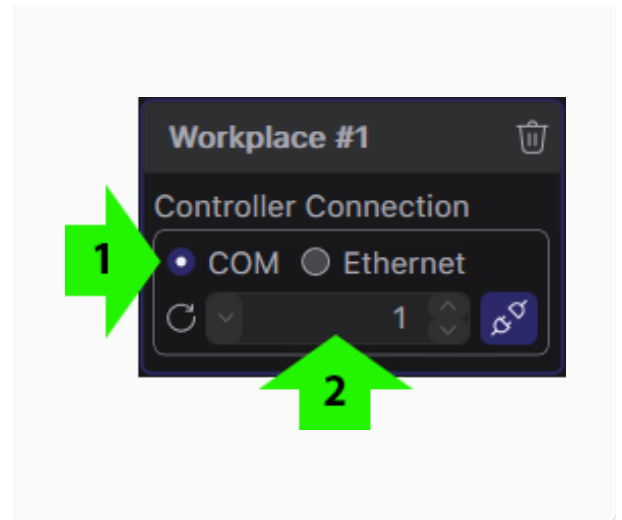 Workplace #1
Controller Connection
1
COM Ethernet
1
2